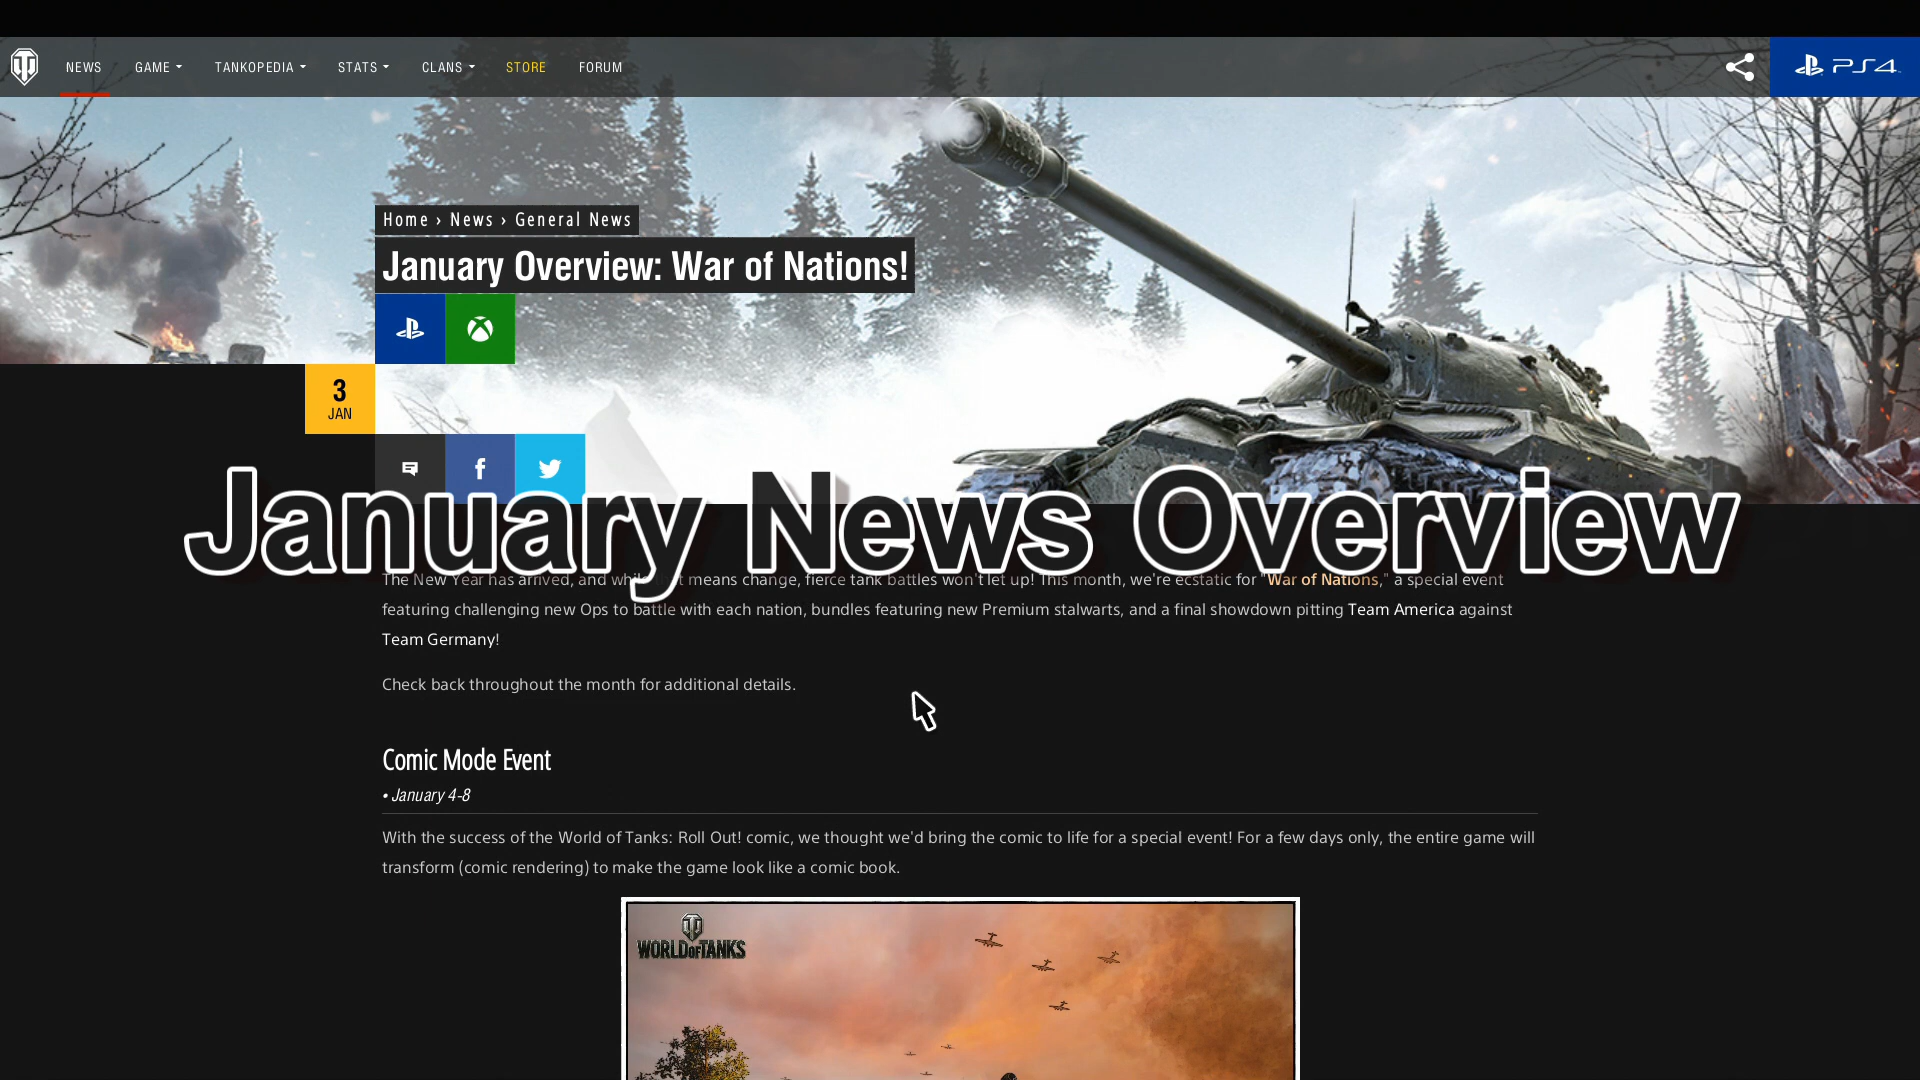 NEWS GAME TANKOPEDIA STATS CLANS STORE FORUM
PS4
Home › News › General News
January Overview: War of Nations!
3
JAN
January News Overview
The New Year has arrived, and while that means change, fierce tank battles won't let up! This month, we're ecstatic for "War of Nations," a special event
featuring challenging new Ops to battle with each nation, bundles featuring new Premium stalwarts, and a final showdown pitting Team America against
Team Germany!
Check back throughout the month for additional details.
Comic Mode Event
• January 4-8
With the success of the World of Tanks: Roll Out! comic, we thought we'd bring the comic to life for a special event! For a few days only, the entire game will
transform (comic rendering) to make the game look like a comic book.
WORLD OF TANKS